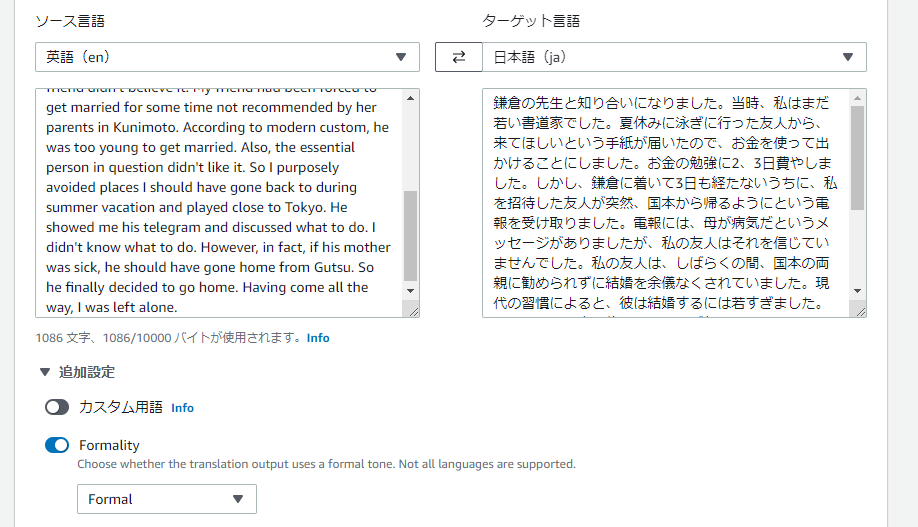 ソース言語
ターゲット言語
英語（en）
日本語（ja）
friend didn't believe it. My friend had been forced to
get married for some time not recommended by her
parents in Kunimoto. According to modern custom, he
was too young to get married. Also, the essential
person in question didn't like it. So I purposely
avoided places I should have gone back to during
summer vacation and played close to Tokyo. He
showed me his telegram and discussed what to do. I
didn't know what to do. However, in fact, if his mother
was sick, he should have gone home from Gutsu. So
he finally decided to go home. Having come all the
way, I was left alone.
鎌倉の先生と知り合いになりました。当時、私はまだ
若い書道家でした。夏休みに泳ぎに行った友人から、
来てほしいという手紙が届いたので、お金を使って出
かけることにしました。お金の勉強に2、3日費やしま
した。しかし、鎌倉に着いて3日も経たないうちに、私
を招待した友人が突然、国本から帰るようにという電
報を受け取りました。電報には、母が病気だというメ
ッセージがありましたが、私の友人はそれを信じてい
ませんでした。私の友人は、しばらくの間、国本の両
親に勧められずに結婚を余儀なくされていました。現
代の習慣によると、彼は結婚するには若すぎました。
1086 文字、1086/10000 バイトが使用されます。Info
追加設定
カスタム用語 Info
Formality
Choose whether the translation output uses a formal tone. Not all languages are supported.
Formal